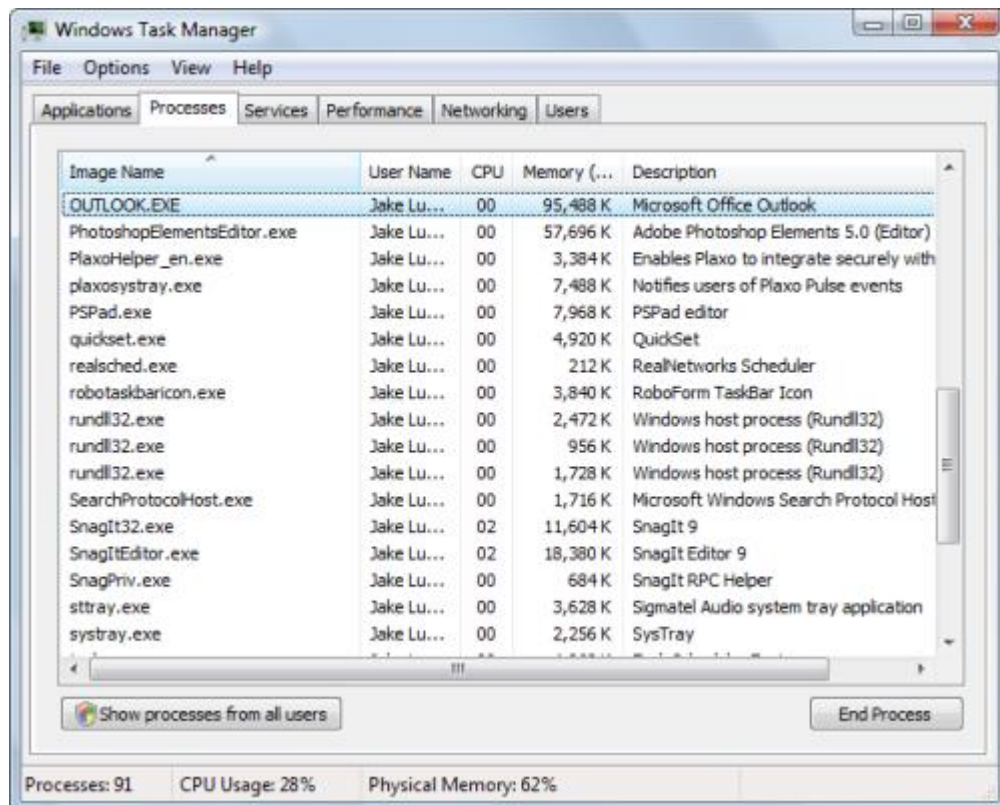 Windows Task Manager
File Options View Help
Applications Processes Services Performance Networking Users
Image Name User Name CPU Memory (... Description
OUTLOOK.EXE Jake Lu... 00 95,488 K Microsoft Office Outlook
PhotoshopElementsEditor.exe Jake Lu... 00 57,696 K Adobe Photoshop Elements 5.0 (Editor)
PlaxoHelper_en.exe Jake Lu... 00 3,384 K Enables Plaxo to integrate securely with
plaxosystray.exe Jake Lu... 00 7,488 K Notifies users of Plaxo Pulse events
PSPad.exe Jake Lu... 00 7,968 K PSPad editor
quickset.exe Jake Lu... 00 4,920 K QuickSet
realsched.exe Jake Lu... 00 212 K RealNetworks Scheduler
robotaskbaricon.exe Jake Lu... 00 3,840 K RoboForm TaskBar Icon
rundll32.exe Jake Lu... 00 2,472 K Windows host process (Rundll32)
rundll32.exe Jake Lu... 00 956 K Windows host process (Rundll32)
rundll32.exe Jake Lu... 00 1,728 K Windows host process (Rundll32)
SearchProtocolHost.exe Jake Lu... 00 1,716 K Microsoft Windows Search Protocol Host
SnagIt32.exe Jake Lu... 02 11,604 K SnagIt 9
SnagItEditor.exe Jake Lu... 02 18,380 K SnagIt Editor 9
SnagPriv.exe Jake Lu... 00 684 K SnagIt RPC Helper
sttray.exe Jake Lu... 00 3,628 K Sigmatel Audio system tray application
systray.exe Jake Lu... 00 2,256 K SysTray
Show processes from all users End Process
Processes: 91 CPU Usage: 28% Physical Memory: 62%